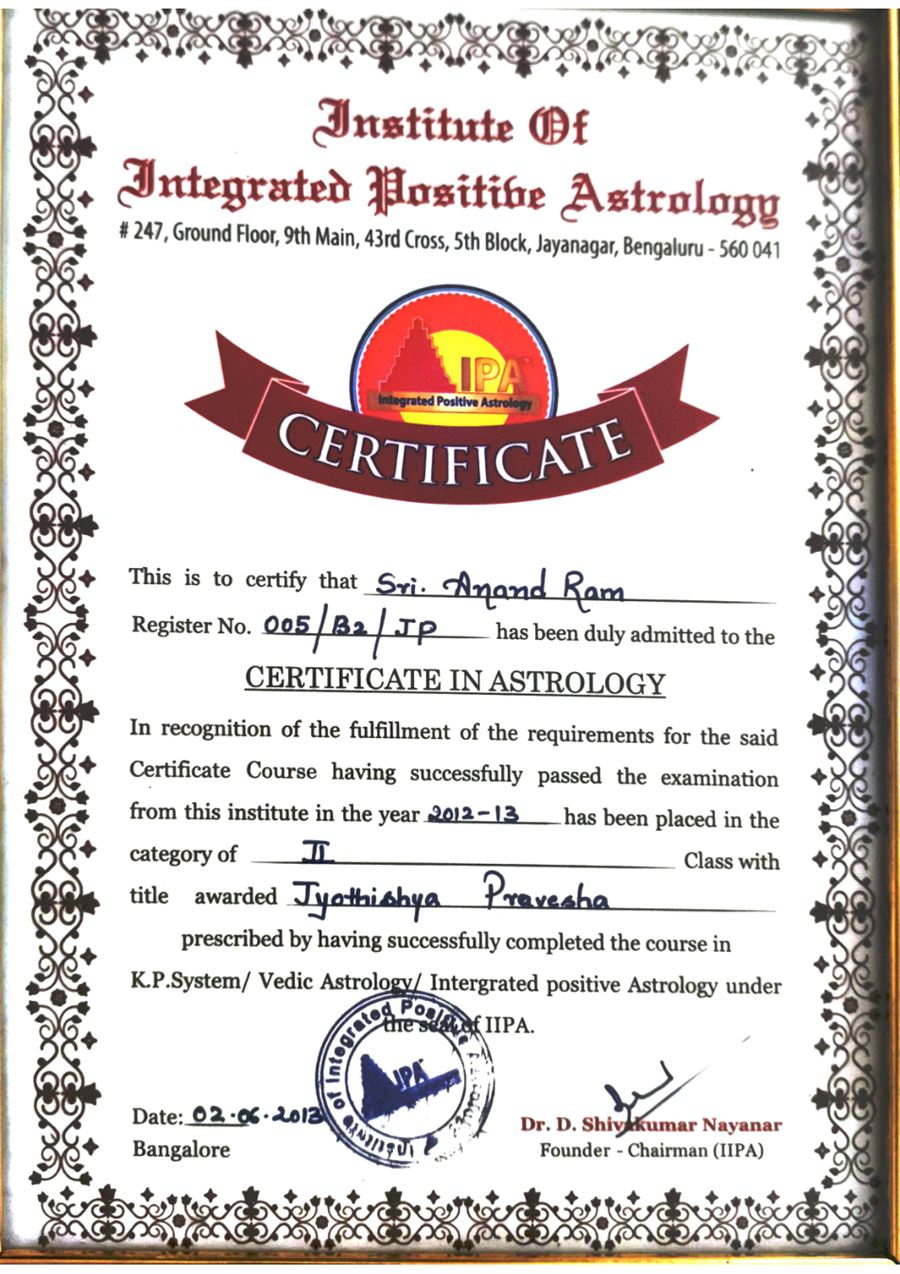 Institute Of
Integrated Positive Astrology
# 247, Ground Floor, 9th Main, 43rd Cross, 5th Block, Jayanagar, Bengaluru - 560 041
IPA
Integrated Positive Astrology
CERTIFICATE
This is to certify that Sri. Anand Ram
Register No. 005/B2/JP has been duly admitted to the
CERTIFICATE IN ASTROLOGY
In recognition of the fulfillment of the requirements for the said
Certificate Course having successfully passed the examination
from this institute in the year 2012-13 has been placed in the
category of II Class with
title awarded Jyothishya Pravesha
prescribed by having successfully completed the course in
K.P.System/ Vedic Astrology/ Intergrated positive Astrology under
the seal of IIPA.
of Integrated Positive
IPA
Date: 02.06.2013
Bangalore
Dr. D. Shivakumar Nayanar
Founder - Chairman (IIPA)